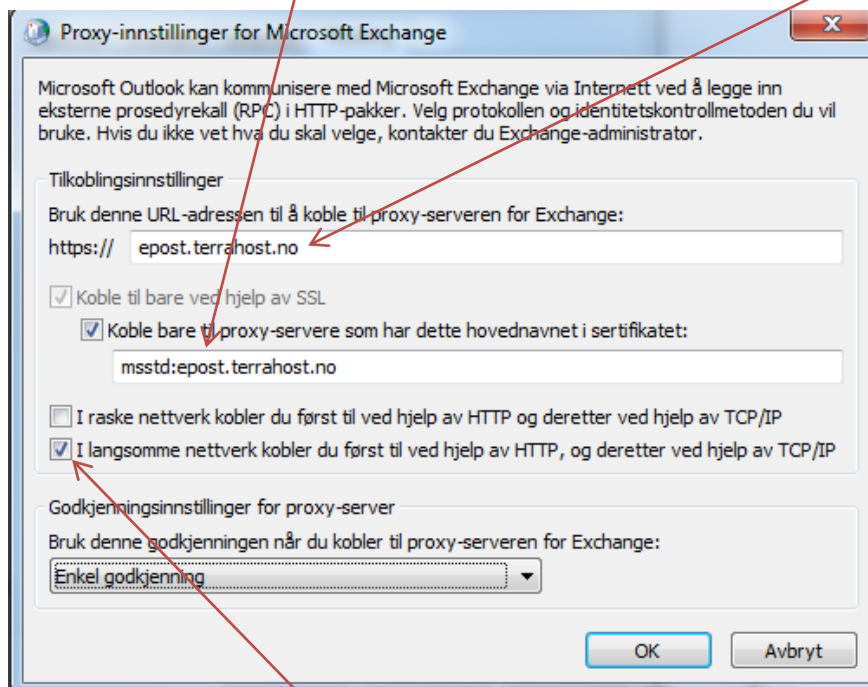 Proxy-innstillinger for Microsoft Exchange
Microsoft Outlook kan kommunisere med Microsoft Exchange via Internett ved å legge inn
eksterne prosedyrekall (RPC) i HTTP-pakker. Velg protokollen og identitetskontrollmetoden du vil
bruke. Hvis du ikke vet hva du skal velge, kontakter du Exchange-administrator.
Tilkoblingsinnstillinger
Bruk denne URL-adressen til å koble til proxy-serveren for Exchange:
https:// epost.terrahost.no
Koble til bare ved hjelp av SSL
Koble bare til proxy-servere som har dette hovednavnet i sertifikatet:
msstd:epost.terrahost.no
I raske nettverk kobler du først til ved hjelp av HTTP og deretter ved hjelp av TCP/IP
I langsomme nettverk kobler du først til ved hjelp av HTTP, og deretter ved hjelp av TCP/IP
Godkjenningsinnstillinger for proxy-server
Bruk denne godkjenningen når du kobler til proxy-serveren for Exchange:
Enkel godkjenning
OK Avbryt